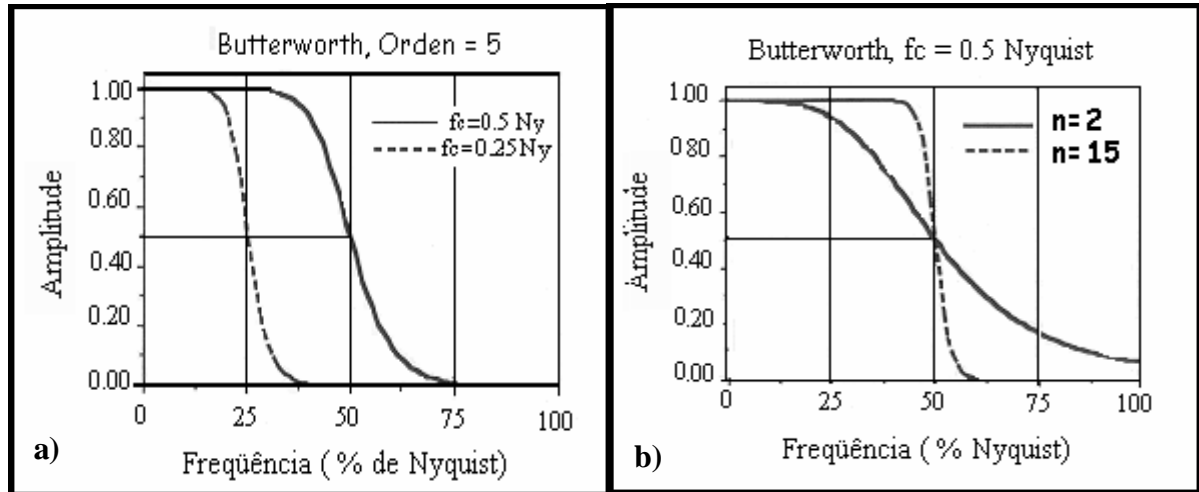 Butterworth, Orden = 5
1.00
0.80
0.60
0.40
0.20
0.00
Amplitude
fc=0.5 Ny
fc=0.25Ny
0
25
50
75
100
Freqüência ( % de Nyquist)
a)
Butterworth, fc = 0.5 Nyquist
1.00
0.80
0.60
0.40
0.20
0.00
Amplitude
n=2
n=15
0
25
50
75
100
Freqüência ( % Nyquist)
b)